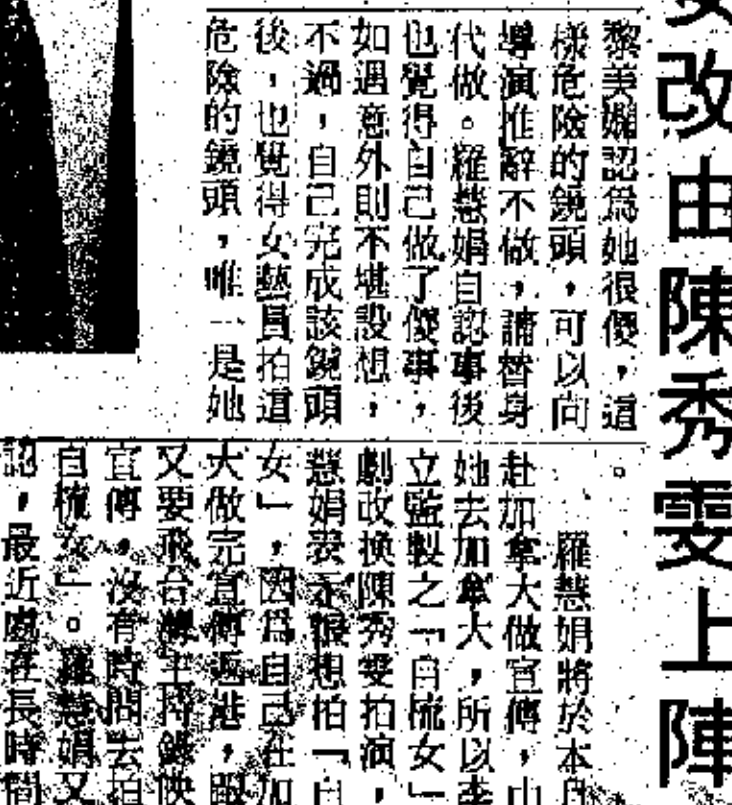 改由陳秀雯上陣
黎美嫻認為她很傻，這
樣危險的鏡頭，可以向
導演推辭不做，請替身
代做。羅慧娟自認事後
也覺得自己做了傻事，
如遇意外則不堪設想，
不過，自己完成該鏡頭
後，也覺得女藝員拍這
危險的鏡頭，唯一是她
。羅慧娟將於本月
赴加拿大做宣傳，由
她去加拿大，所以李
立監製之「自梳女」
劇改換陳秀雯拍演，
慧娟表示很想拍「自
女」，因為自己在加
大做完宣傳返港，跟
又要飛台灣主持錄映
宣傳，沒有時間去拍
自梳女」。羅慧娟又
認，最近處在長時間